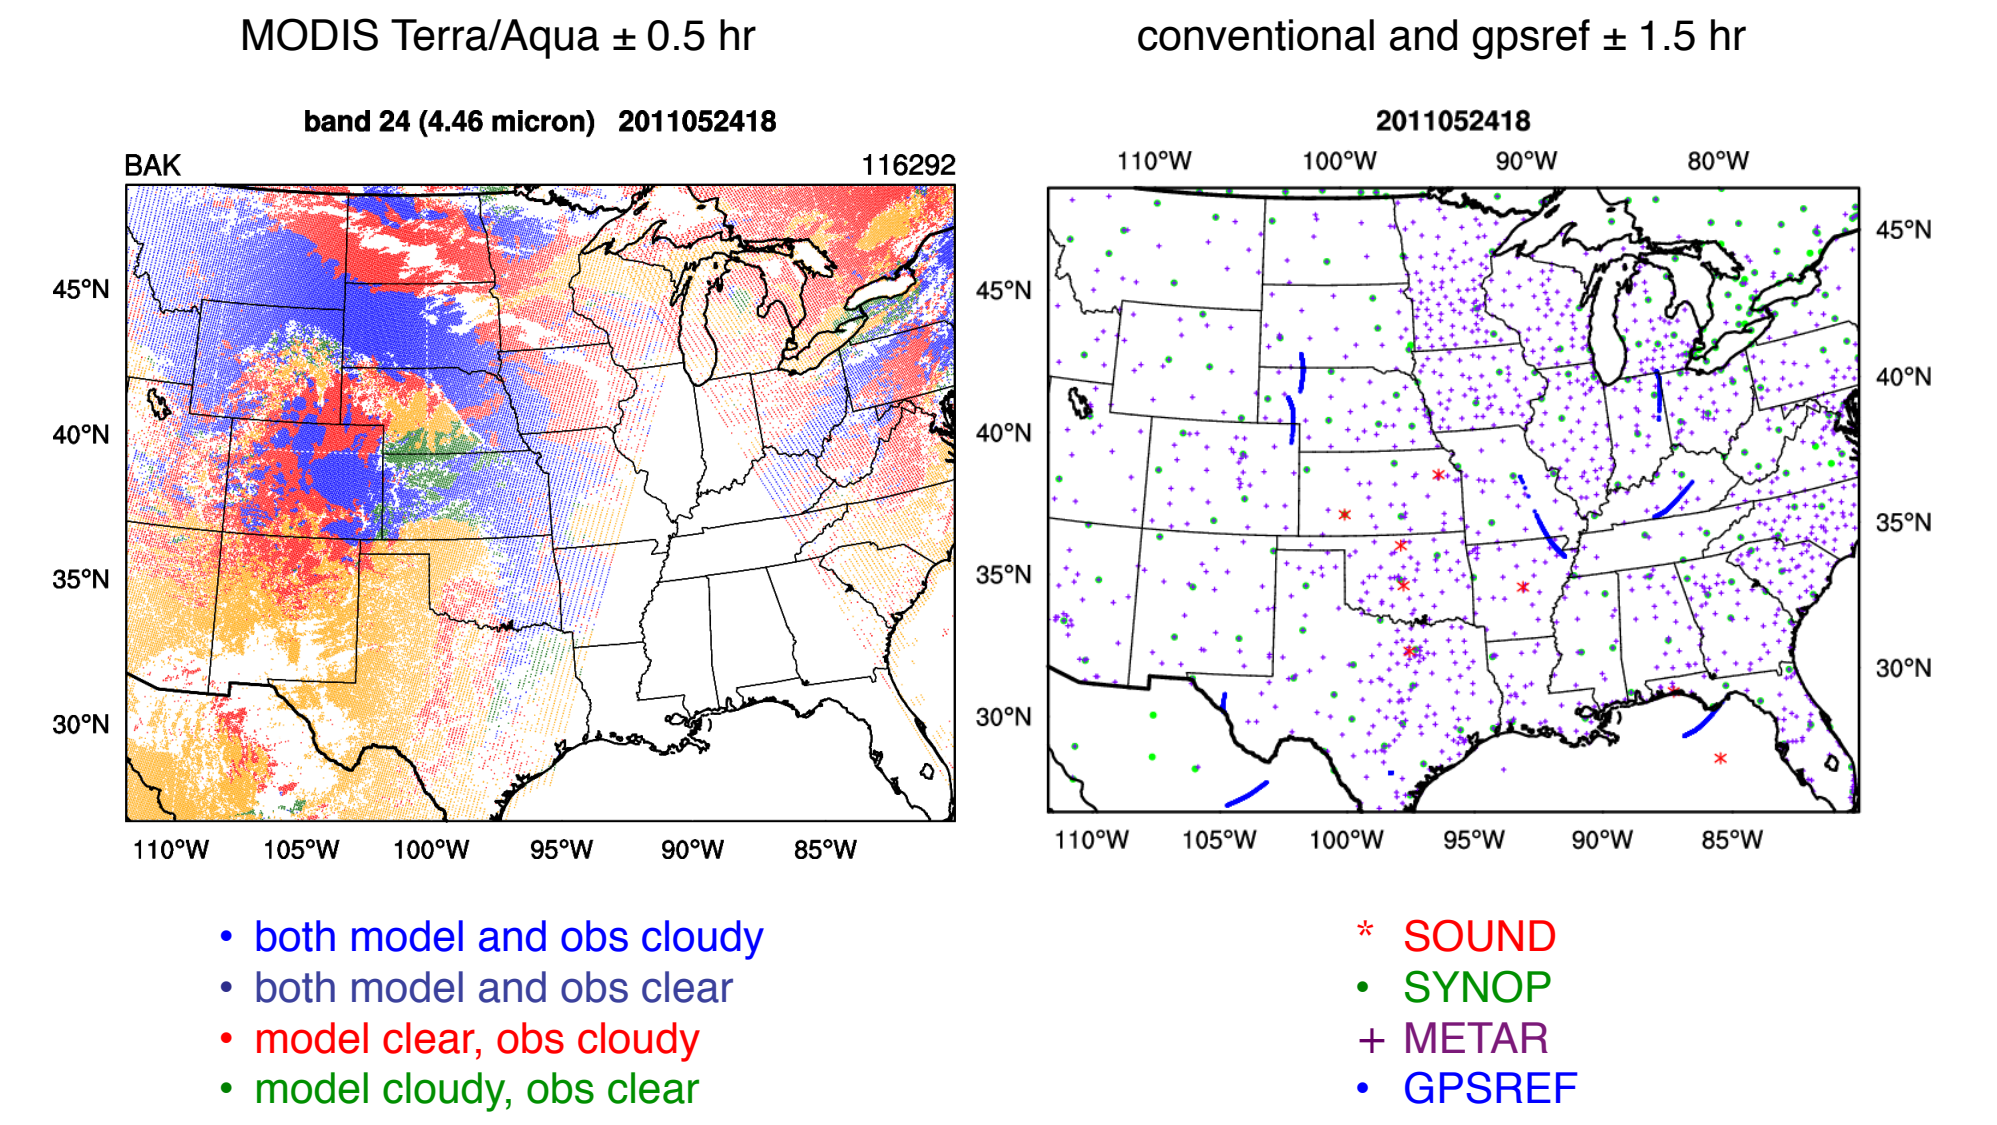 MODIS Terra/Aqua ± 0.5 hr
conventional and gpsref ± 1.5 hr
band 24 (4.46 micron) 2011052418
BAK
116292
45°N
40°N
35°N
30°N
110°W
105°W
100°W
95°W
90°W
85°W
• both model and obs cloudy
• both model and obs clear
• model clear, obs cloudy
• model cloudy, obs clear
2011052418
110°W
100°W
90°W
80°W
45°N
40°N
35°N
30°N
45°N
40°N
35°N
30°N
110°W
105°W
100°W
95°W
90°W
85°W
* SOUND
• SYNOP
+ METAR
• GPSREF